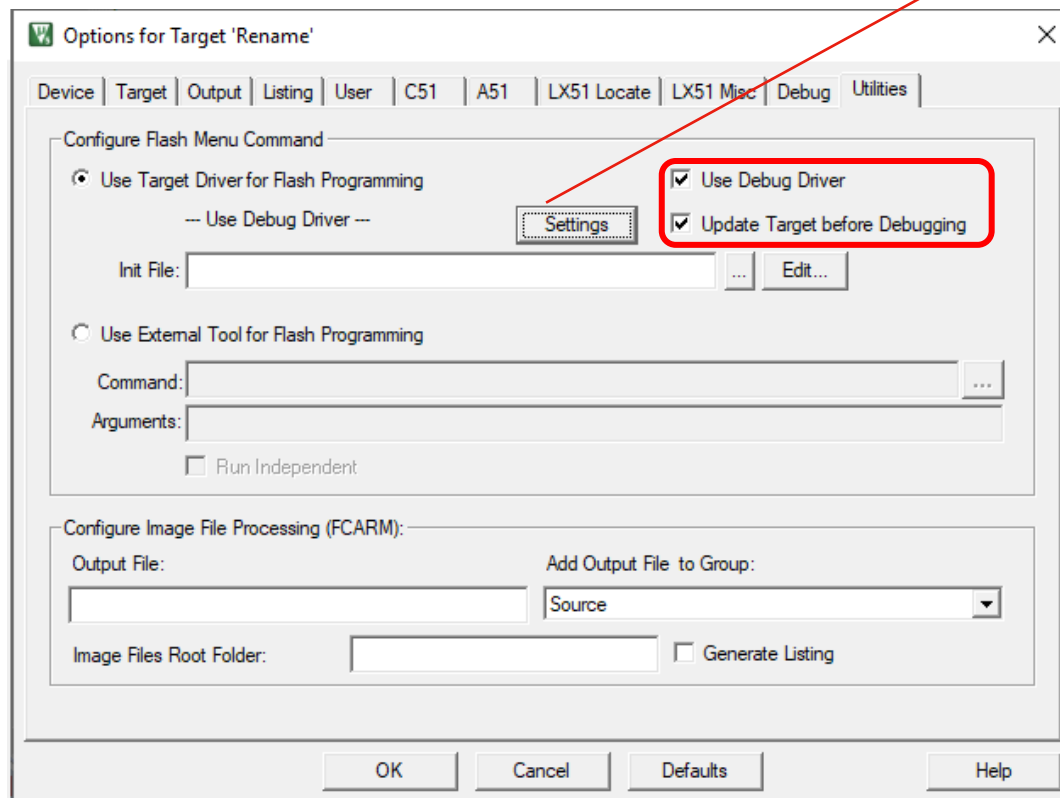 Options for Target 'Rename'
Device Target Output Listing User C51 A51 LX51 Locate LX51 Misc Debug Utilities
Configure Flash Menu Command
Use Target Driver for Flash Programming Use Debug Driver
--- Use Debug Driver --- Settings Update Target before Debugging
Init File: ... Edit...
Use External Tool for Flash Programming
Command: ...
Arguments:
Run Independent
Configure Image File Processing (FCARM):
Output File: Add Output File to Group:
Source
Image Files Root Folder: Generate Listing
OK Cancel Defaults Help